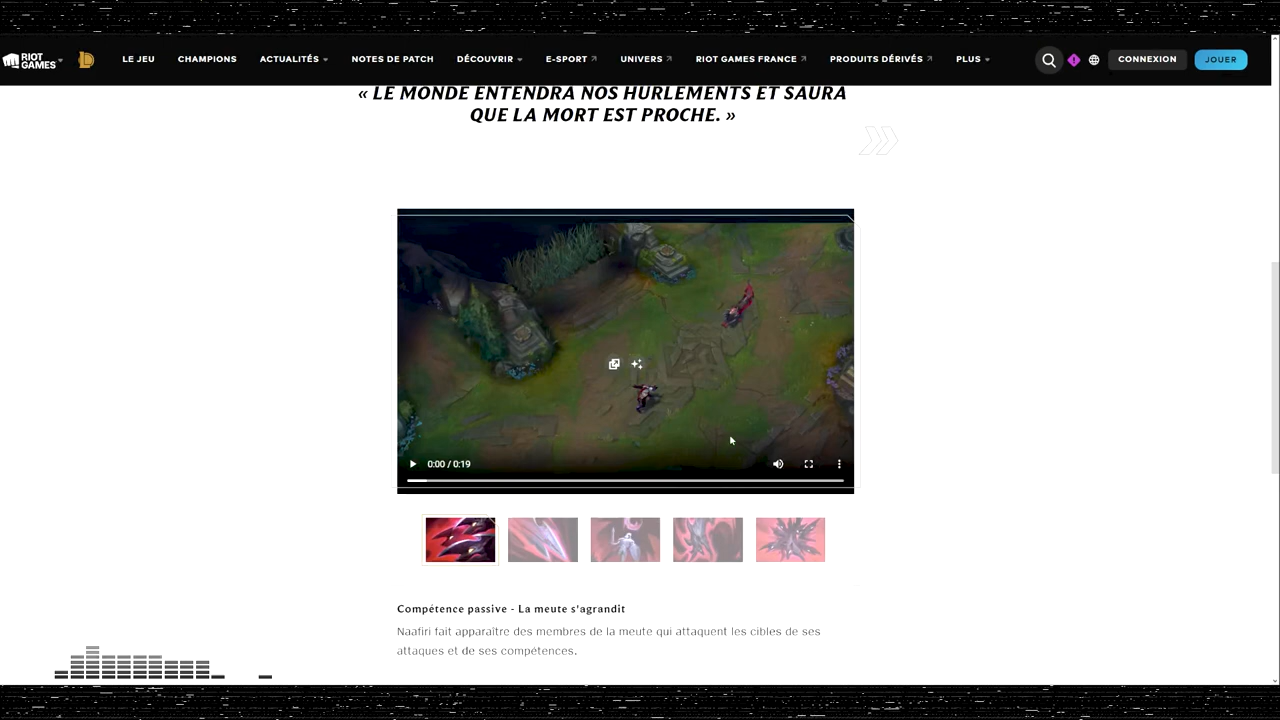 RIOT GAMES
LE JEU CHAMPIONS ACTUALITÉS NOTES DE PATCH DÉCOUVRIR E-SPORT UNIVERS RIOT GAMES FRANCE PRODUITS DÉRIVÉS PLUS CONNEXION JOUER
« LE MONDE ENTENDRA NOS HURLEMENTS ET SAURA
QUE LA MORT EST PROCHE. »
0:00 / 0:19
Compétence passive - La meute s'agrandit
Naafiri fait apparaître des membres de la meute qui attaquent les cibles de ses
attaques et de ses compétences.